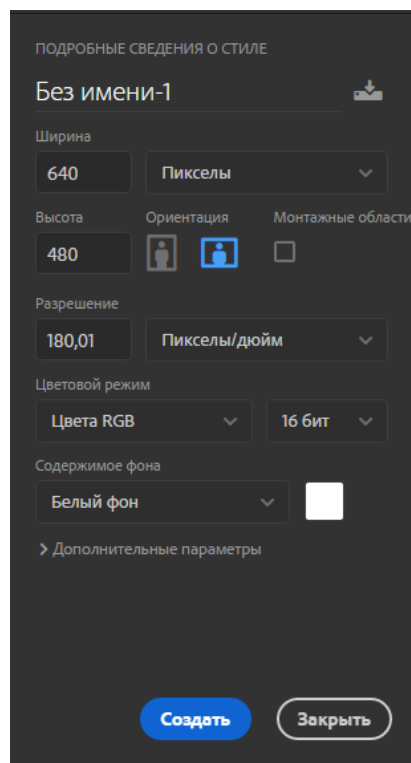 ПОДРОБНЫЕ СВЕДЕНИЯ О СТИЛЕ
Без имени-1
Ширина
640 Пикселы
Высота Ориентация Монтажные области
480
Разрешение
180,01 Пикселы/дюйм
Цветовой режим
Цвета RGB 16 бит
Содержимое фона
Белый фон
Дополнительные параметры
Создать Закрыть